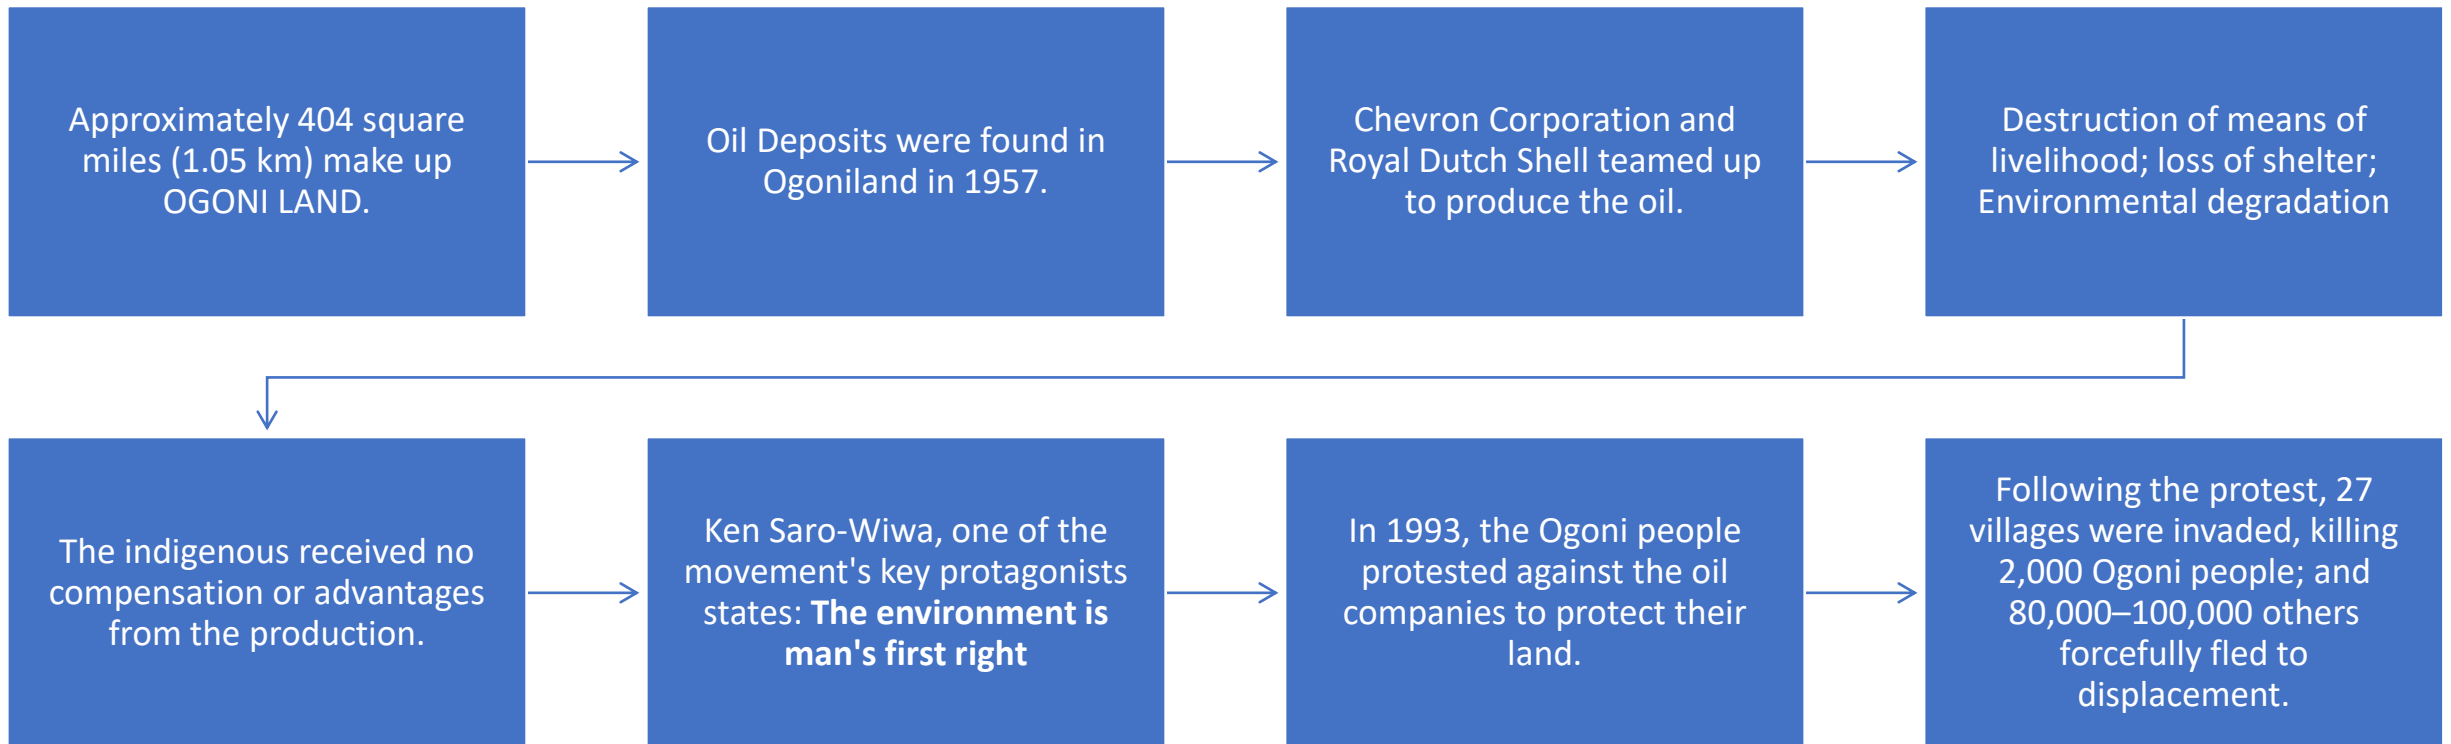 Approximately 404 square
miles (1.05 km) make up
OGONI LAND.
Oil Deposits were found in
Ogoniland in 1957.
Chevron Corporation and
Royal Dutch Shell teamed up
to produce the oil.
Destruction of means of
livelihood; loss of shelter;
Environmental degradation
The indigenous received no
compensation or advantages
from the production.
Ken Saro-Wiwa, one of the
movement's key protagonists
states: The environment is
man's first right
In 1993, the Ogoni people
protested against the oil
companies to protect their
land.
Following the protest, 27
villages were invaded, killing
2,000 Ogoni people; and
80,000–100,000 others
forcefully fled to
displacement.